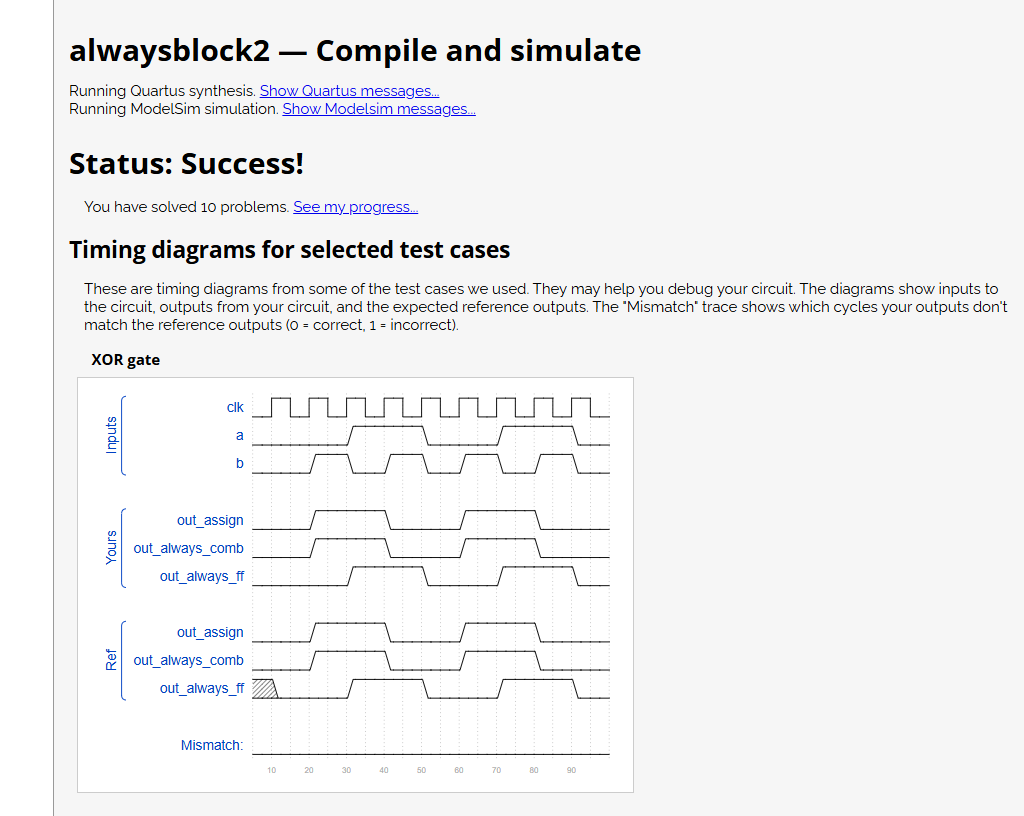 alwaysblock2 — Compile and simulate
Running Quartus synthesis. Show Quartus messages...
Running ModelSim simulation. Show Modelsim messages...
Status: Success!
You have solved 10 problems. See my progress...
Timing diagrams for selected test cases
These are timing diagrams from some of the test cases we used. They may help you debug your circuit. The diagrams show inputs to
the circuit, outputs from your circuit, and the expected reference outputs. The "Mismatch" trace shows which cycles your outputs don't
match the reference outputs (0 = correct, 1 = incorrect).
XOR gate
Inputs
clk
a
b
Yours
out_assign
out_always_comb
out_always_ff
Ref
out_assign
out_always_comb
out_always_ff
Mismatch:
10 20 30 40 50 60 70 80 90